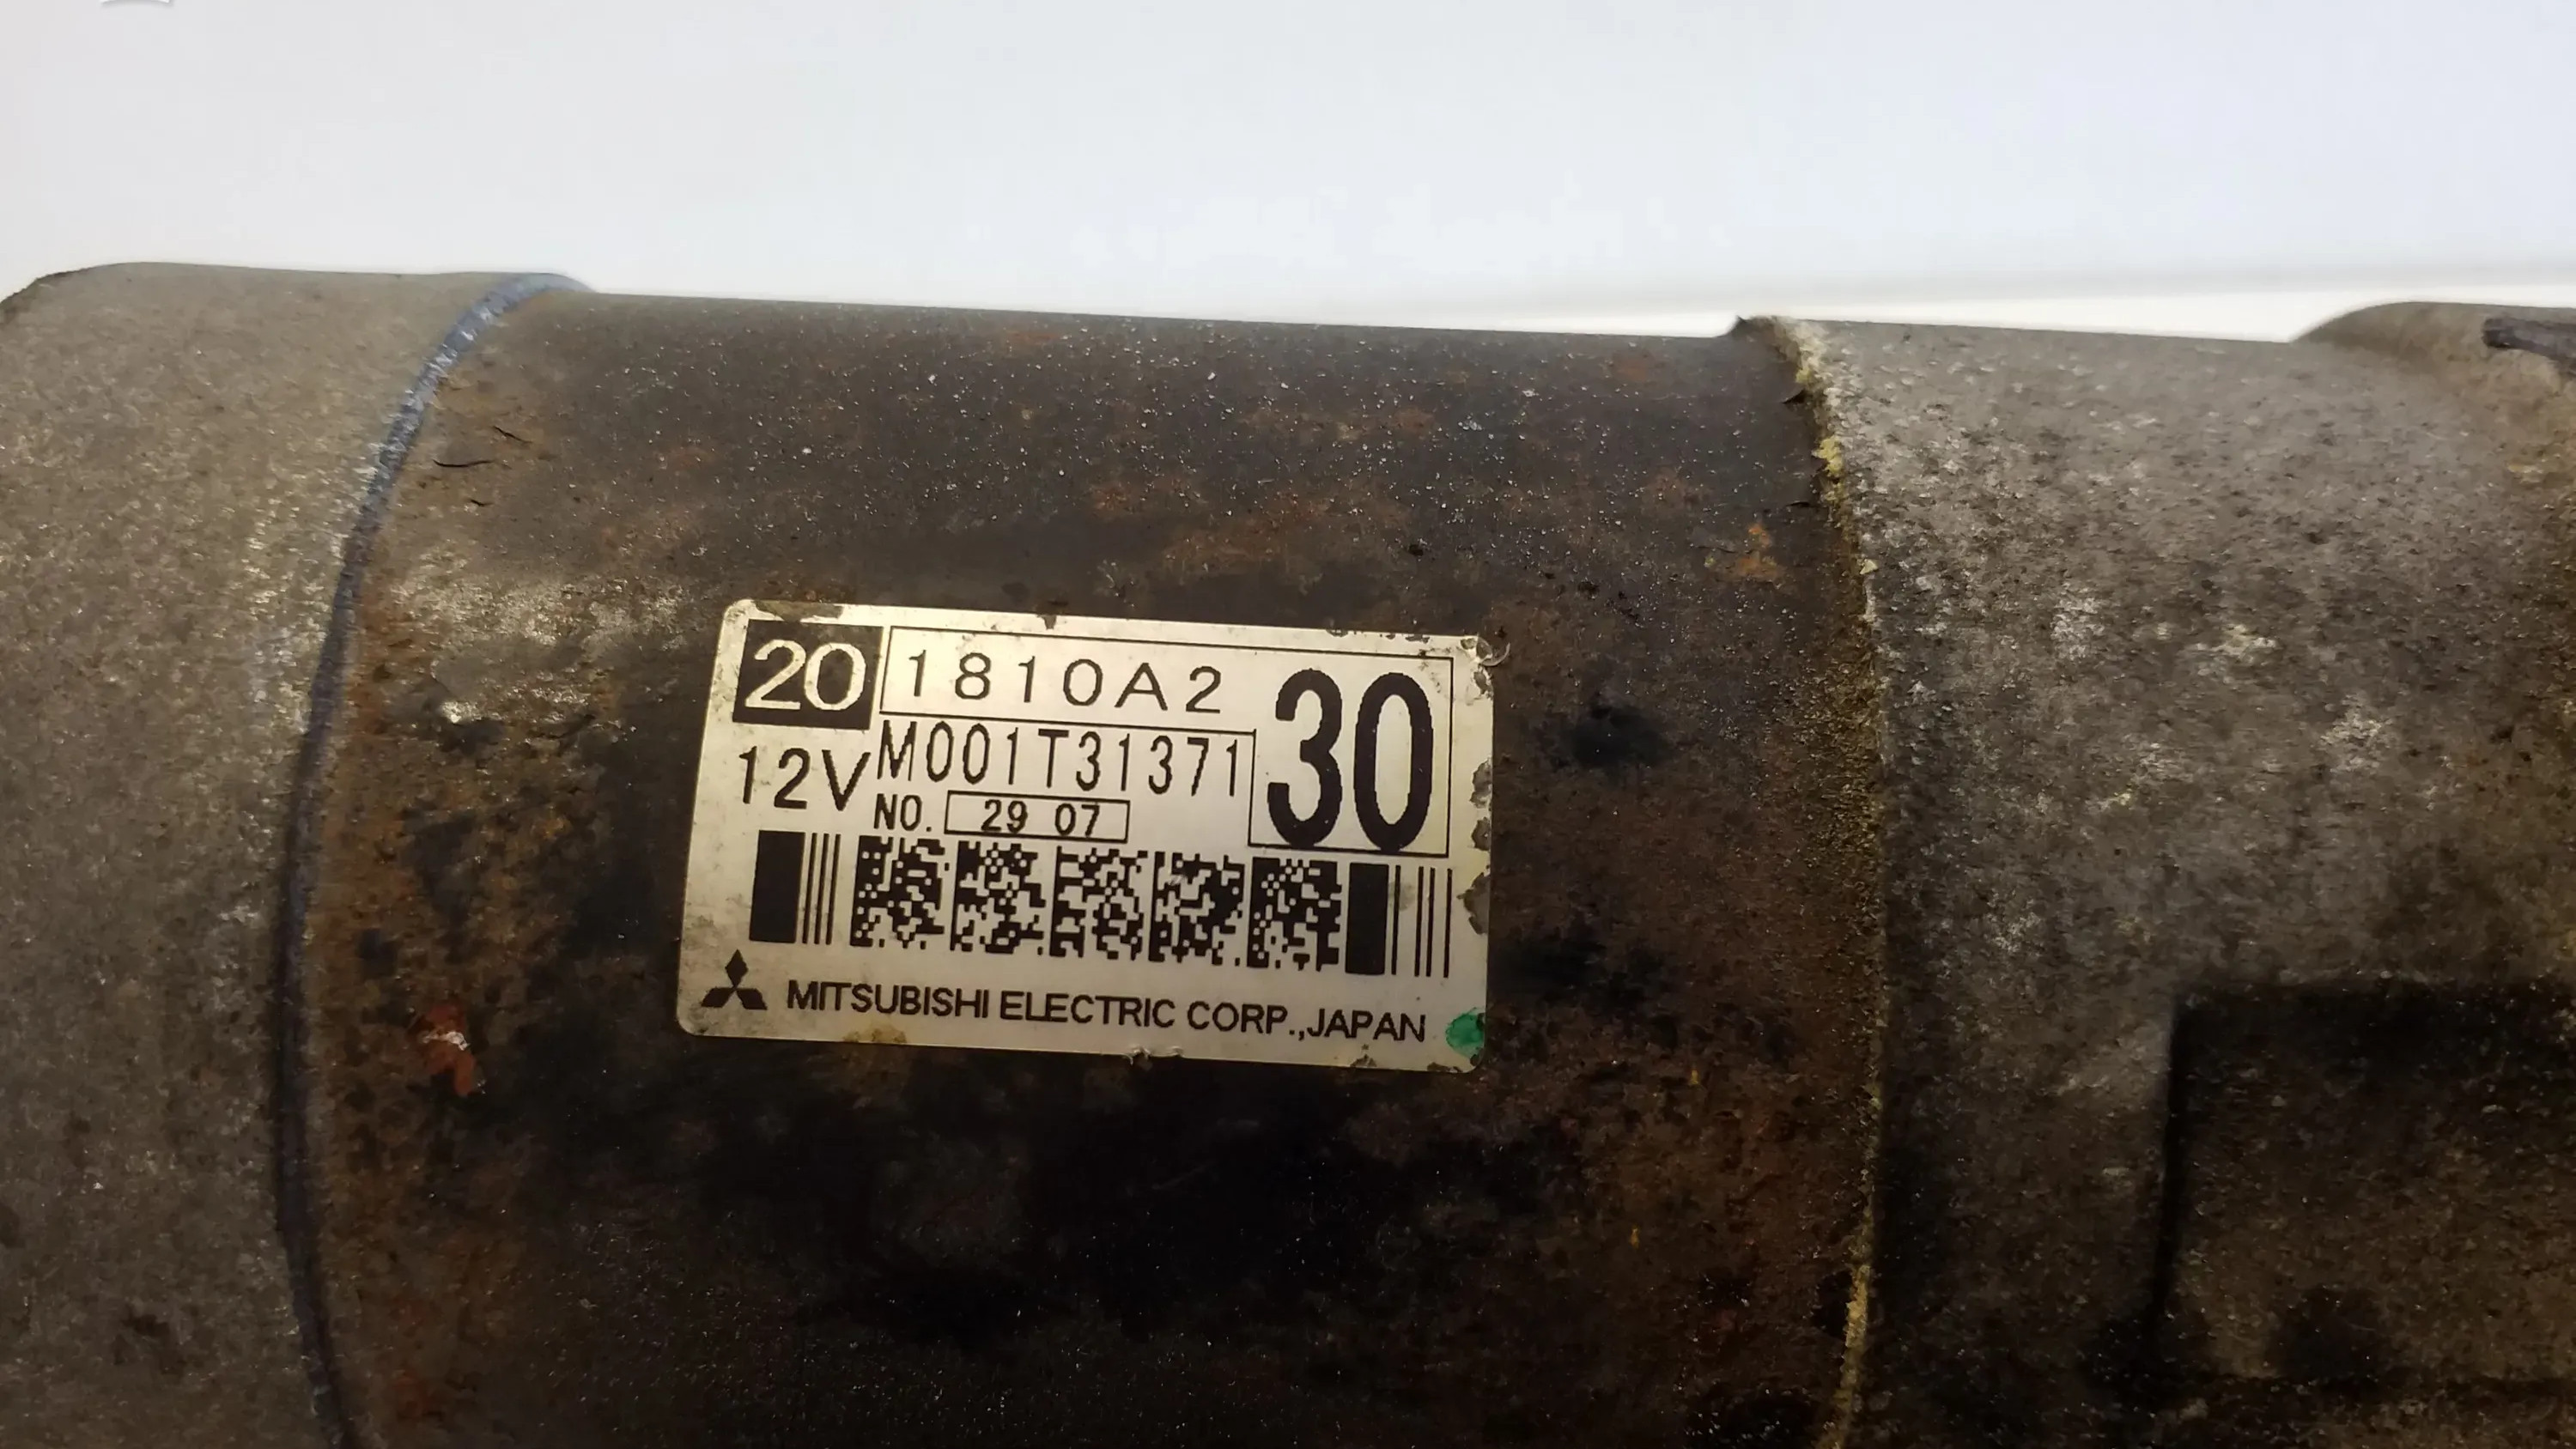 20 1810A2 30
12V M001T31371
NO. 29 07
MITSUBISHI ELECTRIC CORP.,JAPAN